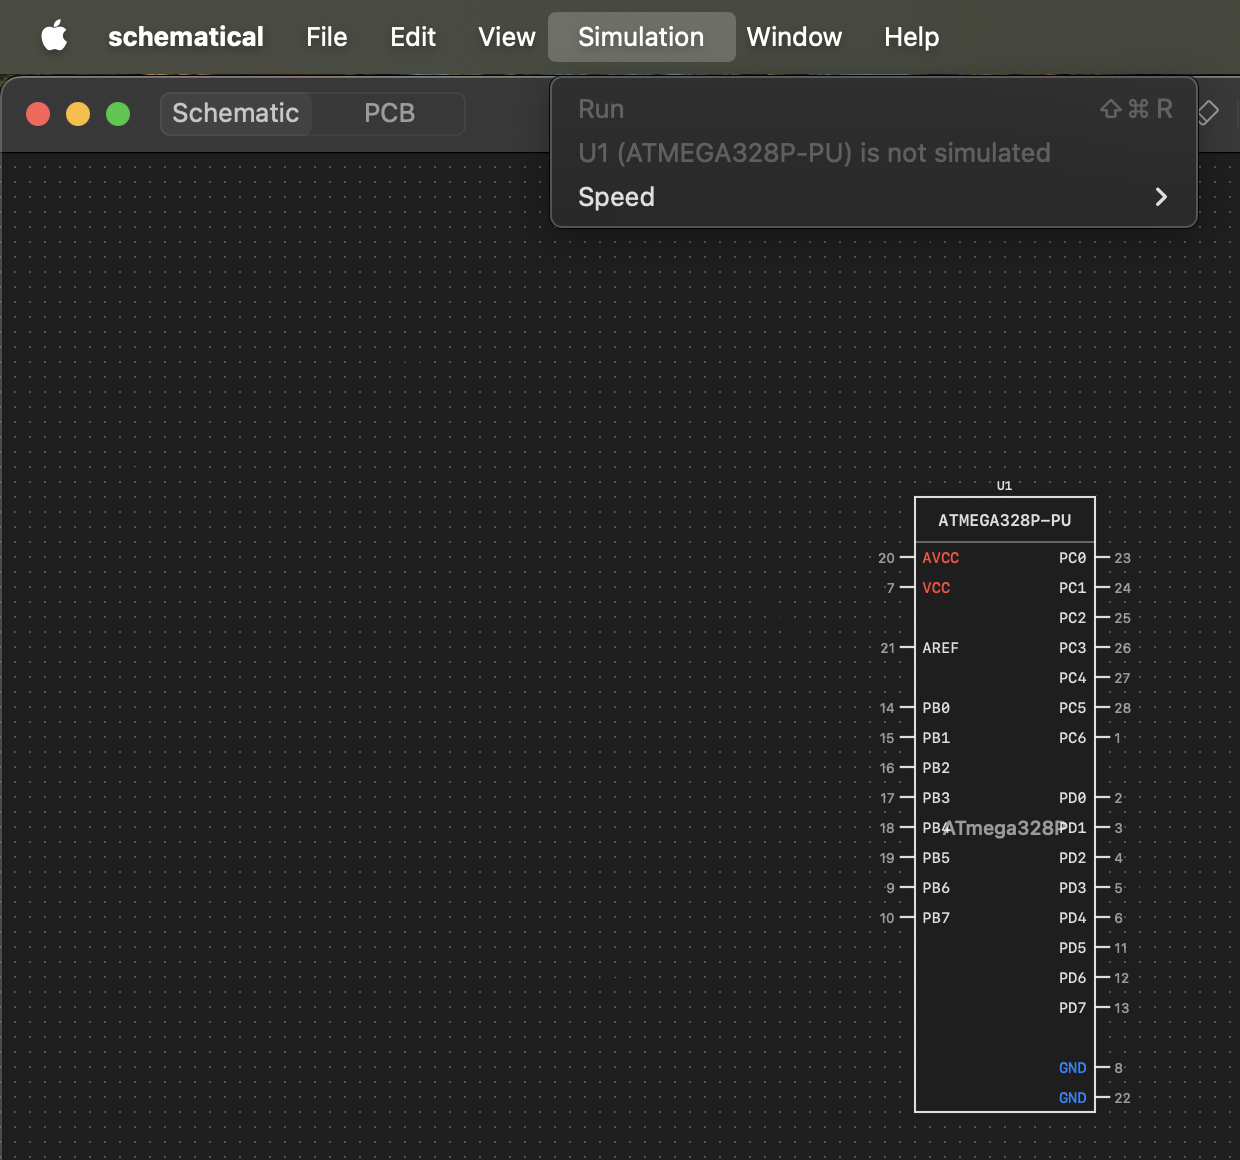 schematical File Edit View Simulation Window Help
Schematic PCB
Run ⇧⌘R
U1 (ATMEGA328P-PU) is not simulated
Speed
U1
ATMEGA328P-PU
20 AVCC PC0 23
7 VCC PC1 24
PC2 25
21 AREF PC3 26
PC4 27
14 PB0 PC5 28
15 PB1 PC6 1
16 PB2
17 PB3 PD0 2
18 PB4 ATmega328P PD1 3
19 PB5 PD2 4
9 PB6 PD3 5
10 PB7 PD4 6
PD5 11
PD6 12
PD7 13
GND 8
GND 22